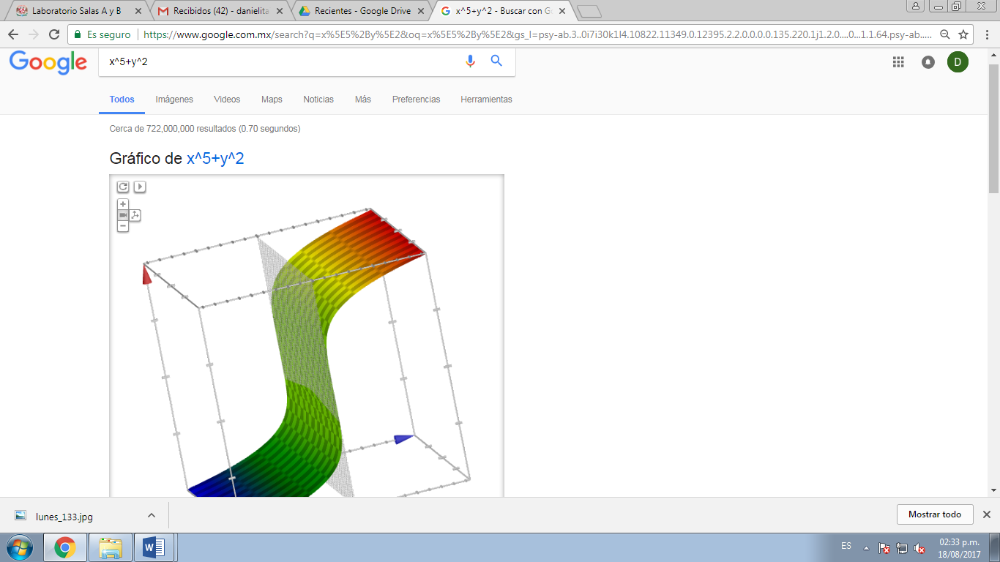 Laboratorio Salas A y B
Recibidos (42) - danielita
Recientes - Google Drive
x^5+y^2 - Buscar con G
Es seguro
https://www.google.com.mx/search?q=x%5E5%2By%5E2&oq=x%5E5%2By%5E2&gs_l=psy-ab.3..0i7i30k1l4.10822.11349.0.12395.2.2.0.0.0.0.135.220.1j1.2.0....0...1.1.64.psy-ab.....
Google
x^5+y^2
D
Todos
Imágenes
Videos
Maps
Noticias
Más
Preferencias
Herramientas
Cerca de 722,000,000 resultados (0.70 segundos)
Gráfico de x^5+y^2
lunes_133.jpg
Mostrar todo
ES
02:33 p.m.
18/08/2017